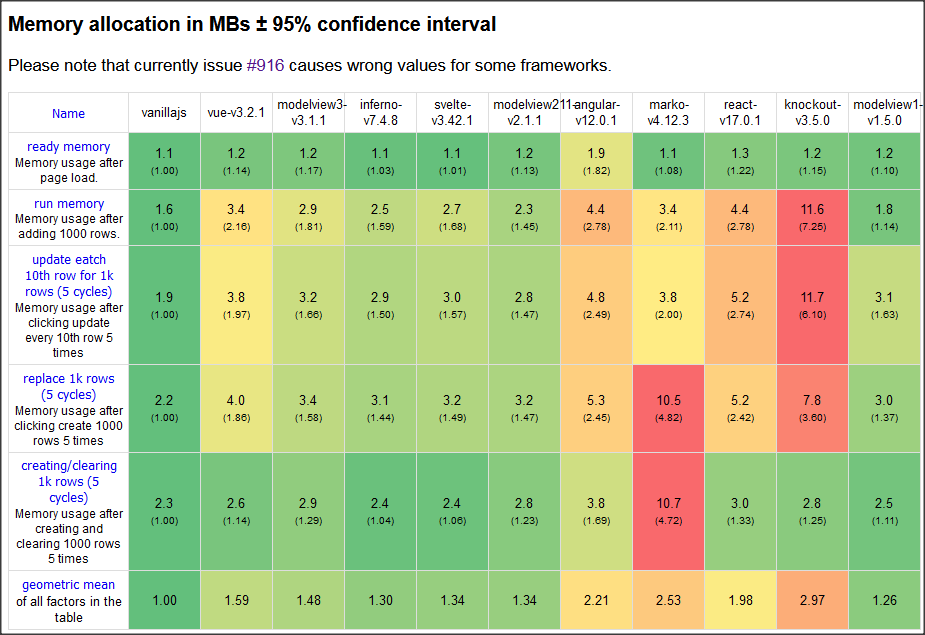 Memory allocation in MBs ± 95% confidence interval
Please note that currently issue #916 causes wrong values for some frameworks.
Name vanillajs vue-v3.2.1 modelview3- inferno- svelte- modelview211-angular- marko- react- knockout- modelview1-
v3.1.1 v7.4.8 v3.42.1 v2.1.1 v12.0.1 v4.12.3 v17.0.1 v3.5.0 v1.5.0
ready memory
Memory usage after
page load.
1.1 1.2 1.2 1.1 1.1 1.2 1.9 1.1 1.3 1.2 1.2
(1.00) (1.14) (1.17) (1.03) (1.01) (1.13) (1.82) (1.08) (1.22) (1.15) (1.10)
run memory
Memory usage after
adding 1000 rows.
1.6 3.4 2.9 2.5 2.7 2.3 4.4 3.4 4.4 11.6 1.8
(1.00) (2.16) (1.81) (1.59) (1.68) (1.45) (2.78) (2.11) (2.78) (7.25) (1.14)
update eatch
10th row for 1k
rows (5 cycles)
Memory usage after
clicking update
every 10th row 5
times
1.9 3.8 3.2 2.9 3.0 2.8 4.8 3.8 5.2 11.7 3.1
(1.00) (1.97) (1.66) (1.50) (1.57) (1.47) (2.49) (2.00) (2.74) (6.10) (1.63)
replace 1k rows
(5 cycles)
Memory usage after
clicking create 1000
rows 5 times
2.2 4.0 3.4 3.1 3.2 3.2 5.3 10.5 5.2 7.8 3.0
(1.00) (1.86) (1.58) (1.44) (1.49) (1.47) (2.45) (4.82) (2.42) (3.60) (1.37)
creating/clearing
1k rows (5
cycles)
Memory usage after
creating and
clearing 1000 rows
5 times
2.3 2.6 2.9 2.4 2.4 2.8 3.8 10.7 3.0 2.8 2.5
(1.00) (1.14) (1.29) (1.04) (1.06) (1.23) (1.69) (4.72) (1.33) (1.25) (1.11)
geometric mean
of all factors in the
table
1.00 1.59 1.48 1.30 1.34 1.34 2.21 2.53 1.98 2.97 1.26